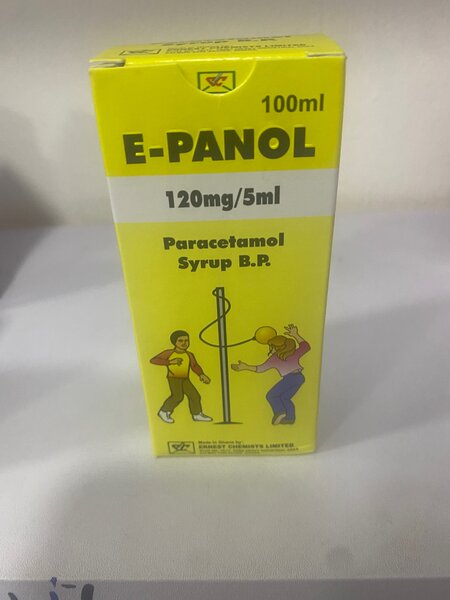 100ml
E-PANOL
120mg/5ml
Paracetamol
Syrup B.P.
Made in Ghana by:
ERNEST CHEMISTS LIMITED